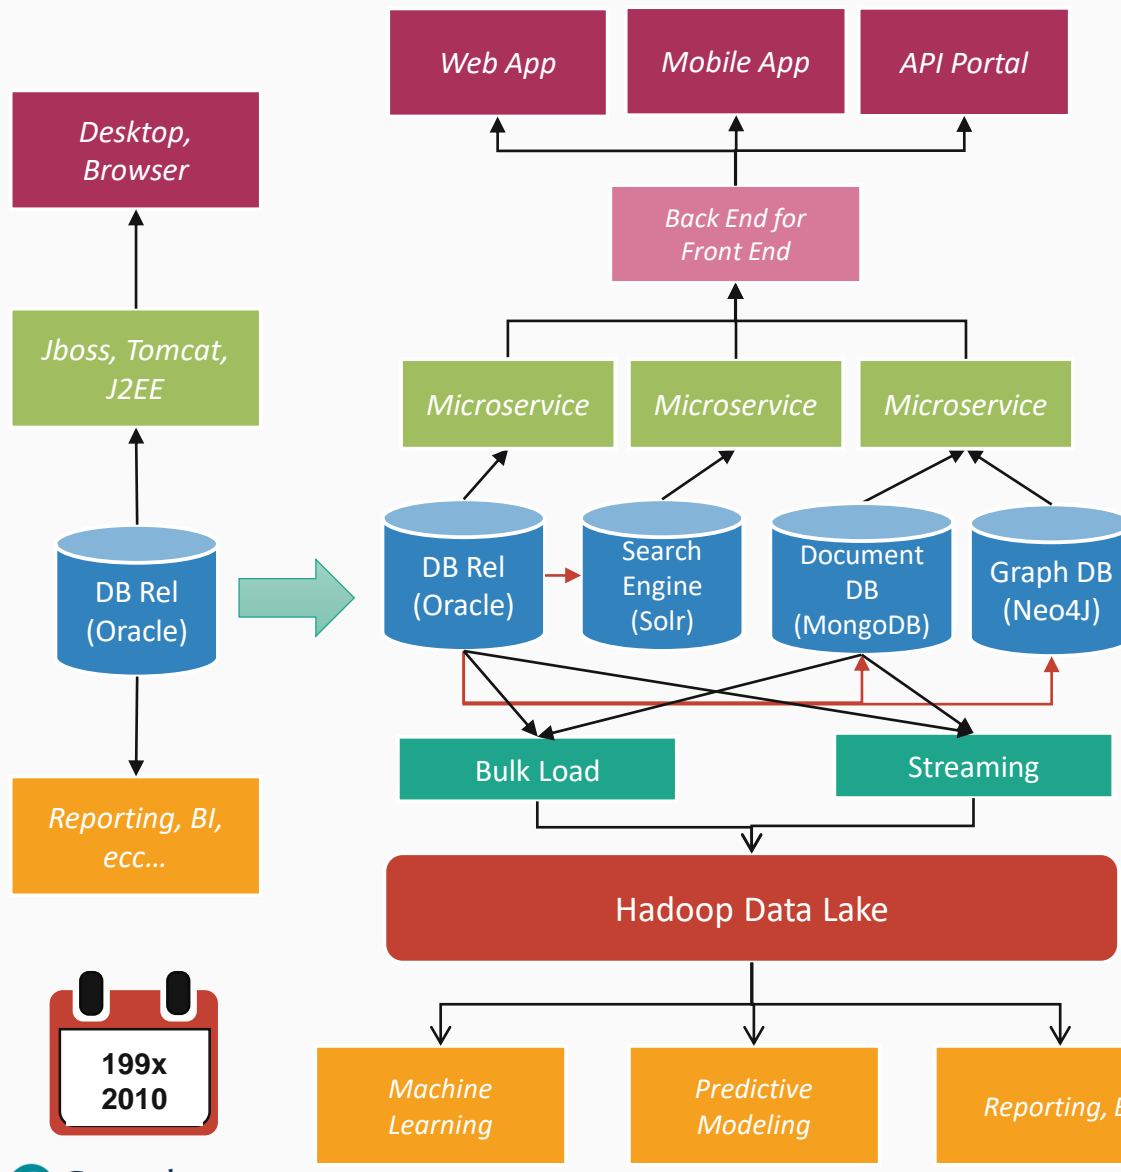 Web App
Mobile App
API Portal
Desktop,
Browser
Back End for
Front End
Jboss, Tomcat,
J2EE
Microservice
Microservice
Microservice
DB Rel
(Oracle)
DB Rel
(Oracle)
Search
Engine
(Solr)
Document
DB
(MongoDB)
Graph DB
(Neo4J)
Bulk Load
Streaming
Reporting, BI,
ecc...
Hadoop Data Lake
199x
2010
Machine
Learning
Predictive
Modeling
Reporting,